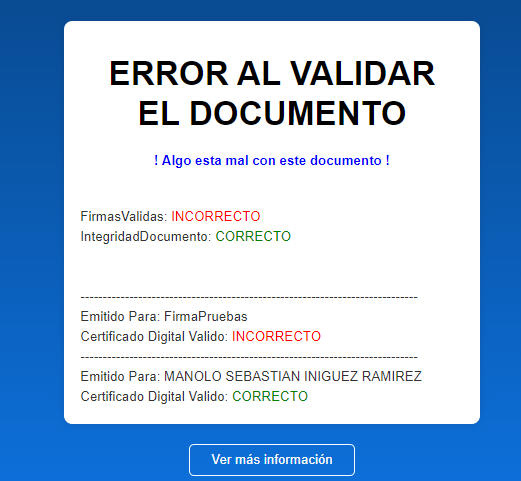 ERROR AL VALIDAR
EL DOCUMENTO
! Algo esta mal con este documento !
FirmasValidas: INCORRECTO
IntegridadDocumento: CORRECTO
----------------------------------------------------------------------------
Emitido Para: FirmaPruebas
Certificado Digital Valido: INCORRECTO
----------------------------------------------------------------------------
Emitido Para: MANOLO SEBASTIAN INIGUEZ RAMIREZ
Certificado Digital Valido: CORRECTO
Ver más información